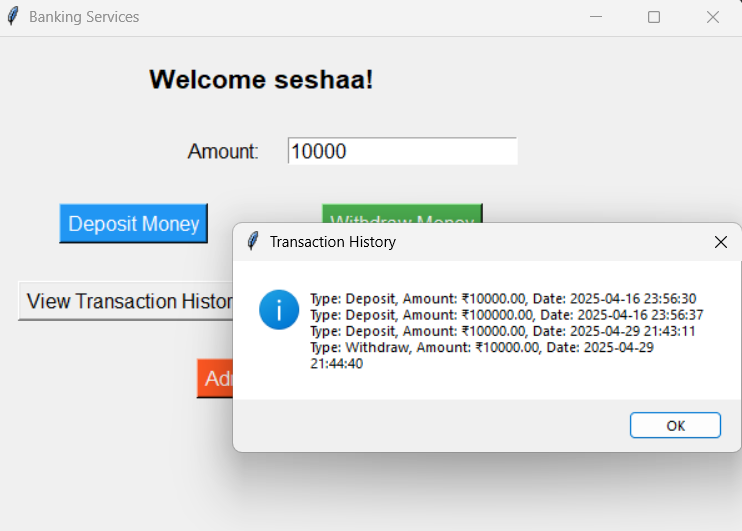 Banking Services
Welcome seshaa!
Amount:
10000
Deposit Money
Withdraw Money
View Transaction Histor
Transaction History
Type: Deposit, Amount: ₹10000.00, Date: 2025-04-16 23:56:30
Type: Deposit, Amount: ₹100000.00, Date: 2025-04-16 23:56:37
Type: Deposit, Amount: ₹10000.00, Date: 2025-04-29 21:43:11
Type: Withdraw, Amount: ₹10000.00, Date: 2025-04-29
21:44:40
OK